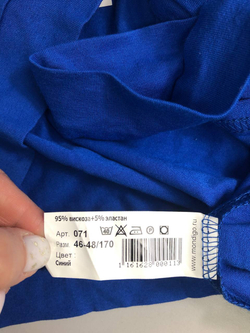 95% вискоза+5% эластан
Арт. 071
Разм. 46-48/170
Цвет
Синий
www.mondigo.ru